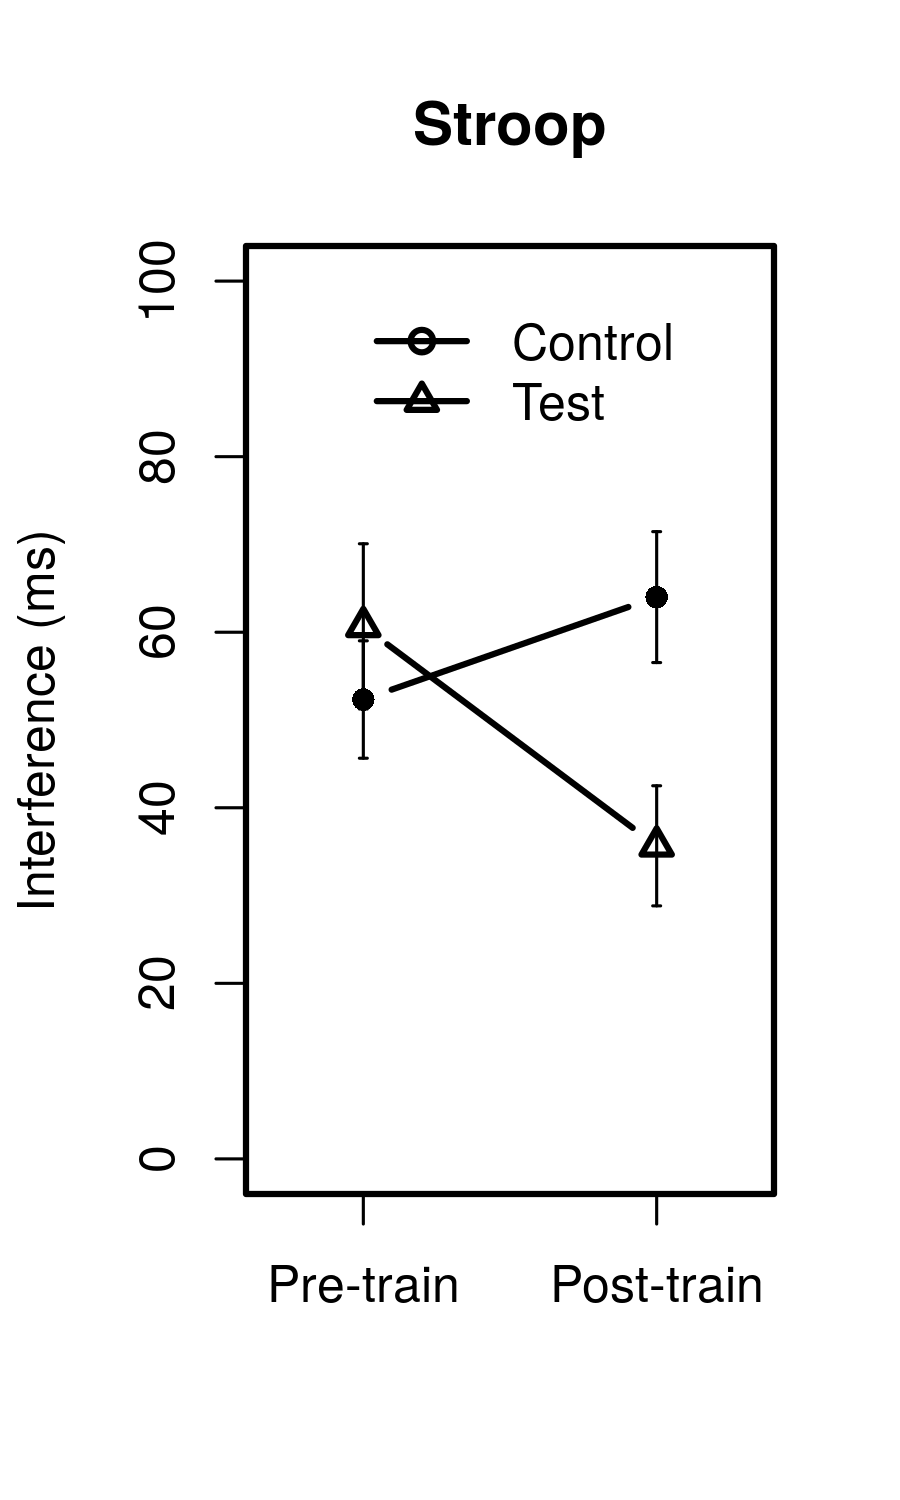 Stroop
Interference (ms)
100
80
60
40
20
0
Control
Test
Pre-train
Post-train